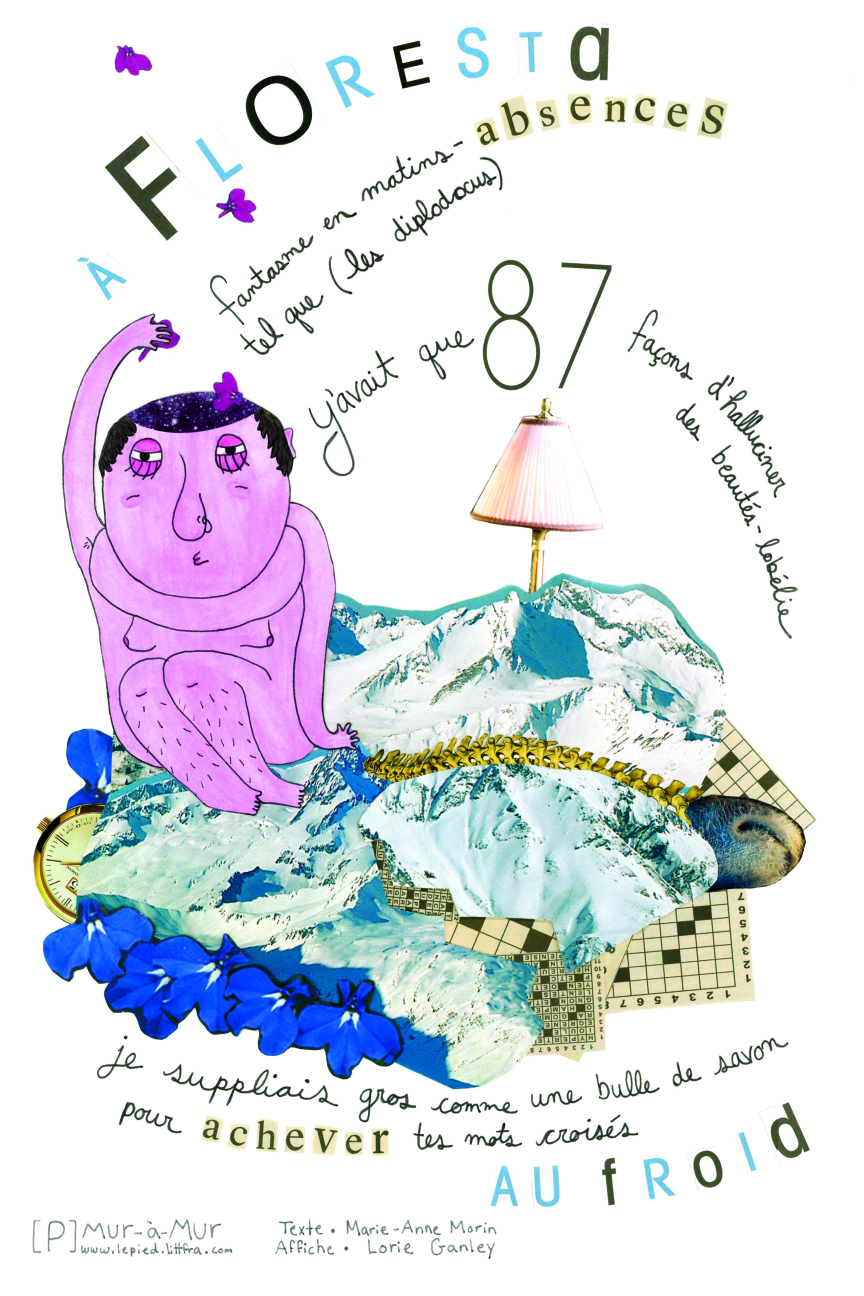 À FLORESTa
fantasme en matins-absences
tel que (les diplodocus)
y'avait que 87 façons d'halluciner
des beautés-lobélie
je suppliais gros comme une bulle de savon
pour achever tes mots croisés
AU fROId
[P] MUR-à-MUR
www.lepied.littfra.com
Texte • Marie-Anne Morin
Affiche • Lorie Ganley